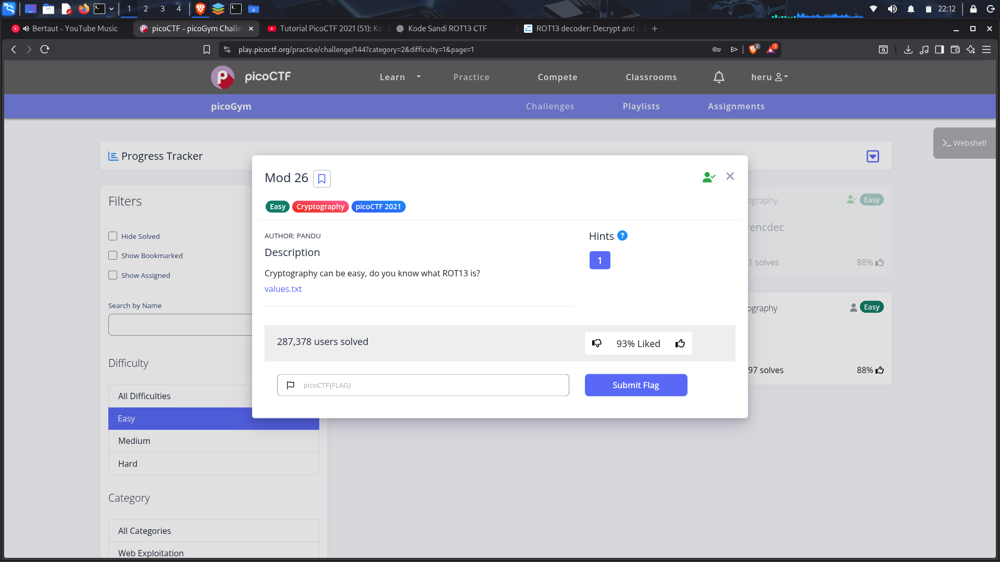 1 2 3 4 22:12
Bertaut - YouTube Music picoCTF - picoGym Challe Tutorial PicoCTF 2021 (51): Ka Kode Sandi ROT13 CTF ROT13 decoder: Decrypt and
play.picoctf.org/practice/challenge/144?category=2&difficulty=1&page=1 2 1
picoCTF Learn Practice Compete Classrooms heru
picoGym Challenges Playlists Assignments
Webshell
Progress Tracker
Mod 26
Filters
ography Easy
Easy Cryptography picoCTF 2021
rencdec
AUTHOR: PANDU Hints ?
Hide Solved
Description
Show Bookmarked
1
1 solves 88%
Cryptography can be easy, do you know what ROT13 is?
Show Assigned
values.txt
Search by Name
ography Easy
287,378 users solved 93% Liked
Difficulty
97 solves 88%
picoCTF{FLAG} Submit Flag
All Difficulties
Easy
Medium
Hard
Category
All Categories
Web Exploitation